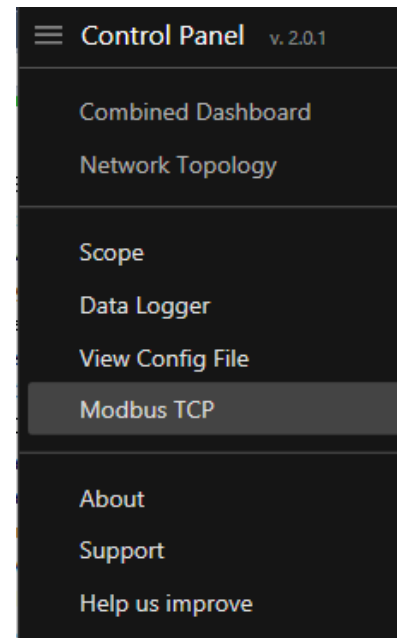 Control Panel v. 2.0.1
Combined Dashboard
Network Topology
Scope
Data Logger
View Config File
Modbus TCP
About
Support
Help us improve